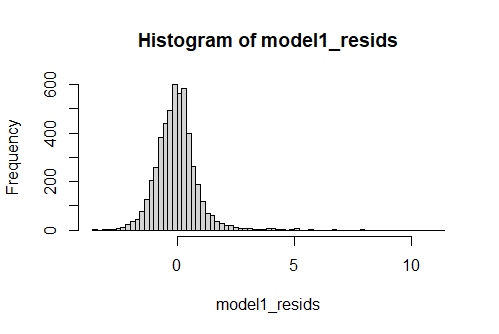 Histogram of model1_resids
Frequency
600
400
200
0
0 5 10
model1_resids